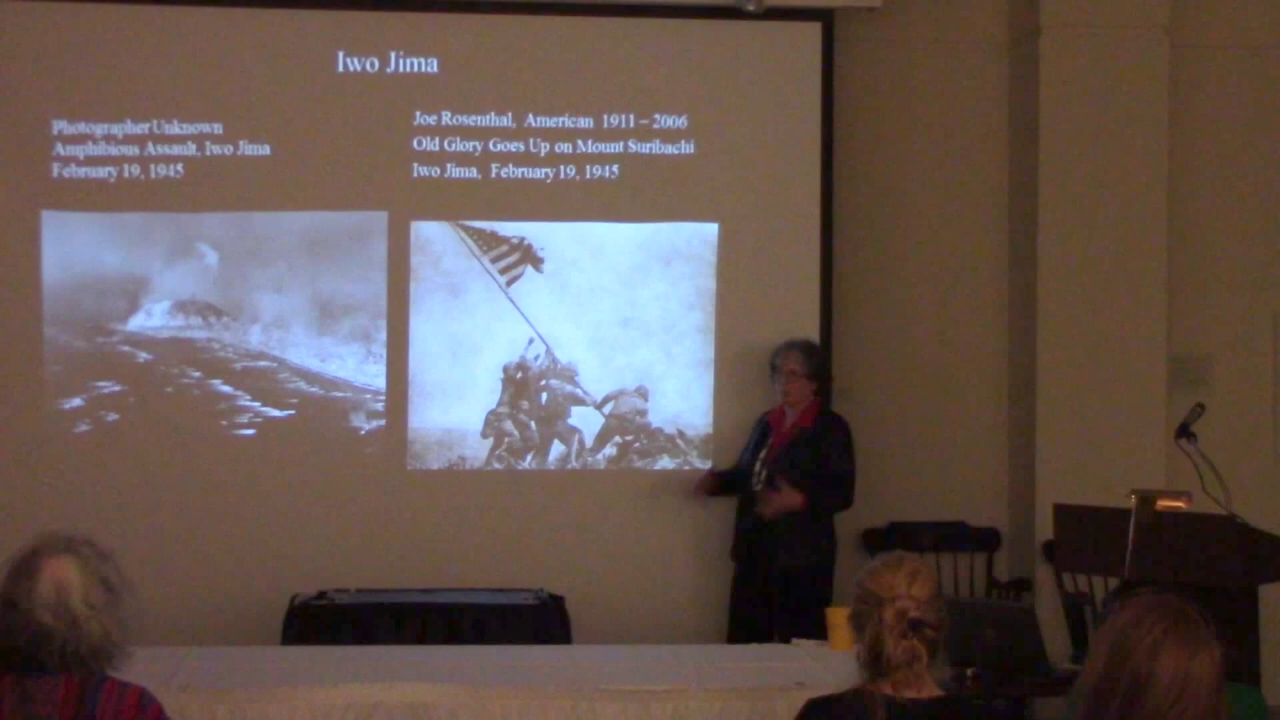 Iwo Jima
Photographer Unknown
Amphibious Assault, Iwo Jima
February 19, 1945
Joe Rosenthal, American 1911 – 2006
Old Glory Goes Up on Mount Suribachi
Iwo Jima, February 19, 1945